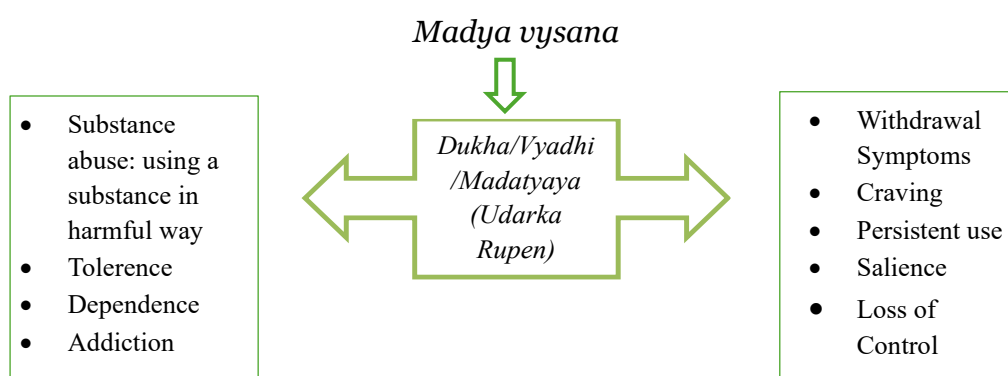 Madya vysana
• Substance
abuse: using a
substance in
harmful way
• Tolerence
• Dependence
• Addiction
Dukha/Vyadhi
/Madatyaya
(Udarka
Rupen)
• Withdrawal
Symptoms
• Craving
• Persistent use
• Salience
• Loss of
Control